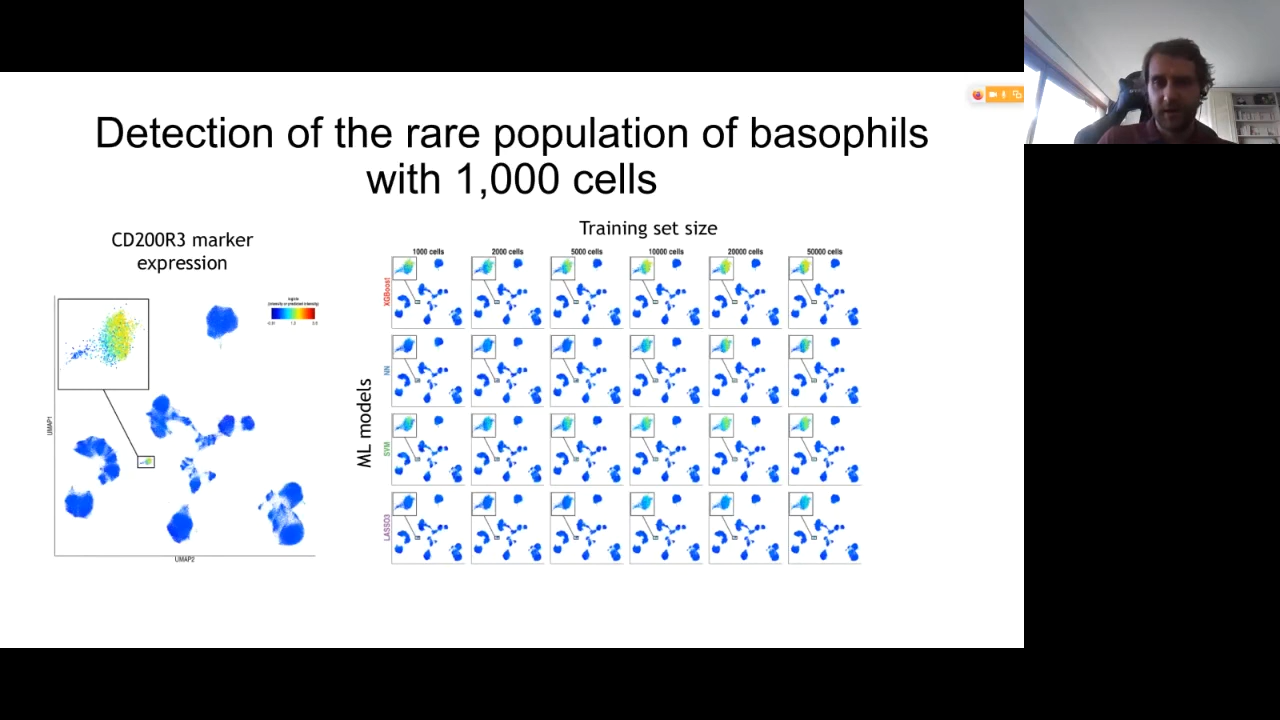 Detection of the rare population of basophils
with 1,000 cells
CD200R3 marker
expression
UMAP1
UMAP2
Training set size
1000 cells
2000 cells
5000 cells
10000 cells
20000 cells
50000 cells
ML models
XGBoost
NN
SVM
LASSO3